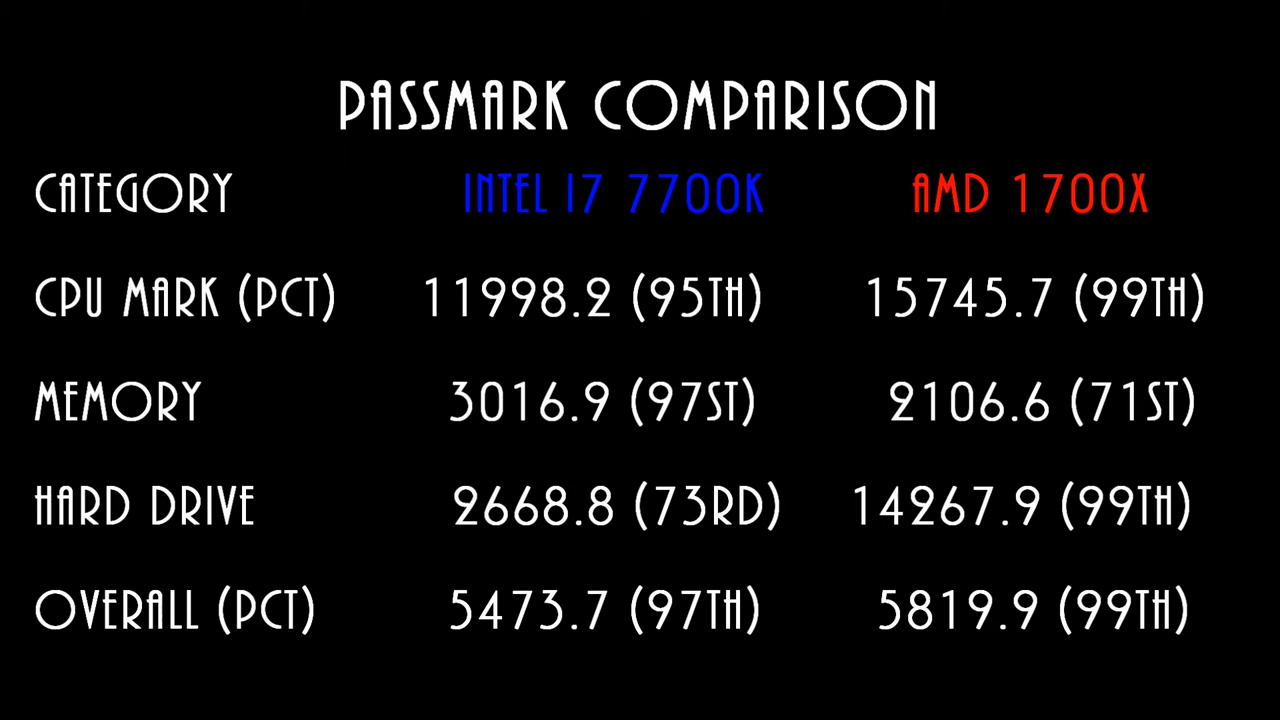 PASSMARK COMPARISON
CATEGORY INTEL I7 7700K AMD 1700X
CPU MARK (PCT) 11998.2 (95TH) 15745.7 (99TH)
MEMORY 3016.9 (97ST) 2106.6 (71ST)
HARD DRIVE 2668.8 (73RD) 14267.9 (99TH)
OVERALL (PCT) 5473.7 (97TH) 5819.9 (99TH)